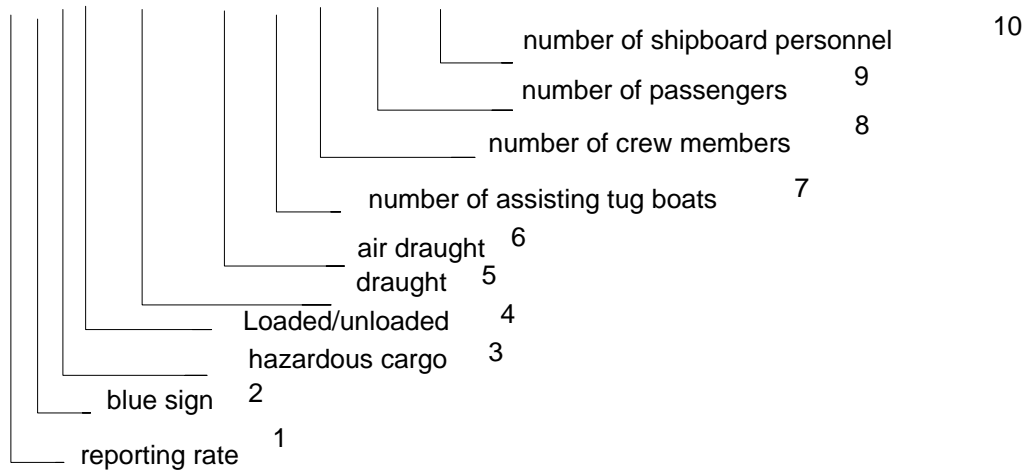 number of shipboard personnel 10
number of passengers 9
number of crew members 8
number of assisting tug boats 7
air draught 6
draught 5
Loaded/unloaded 4
hazardous cargo 3
blue sign 2
reporting rate 1